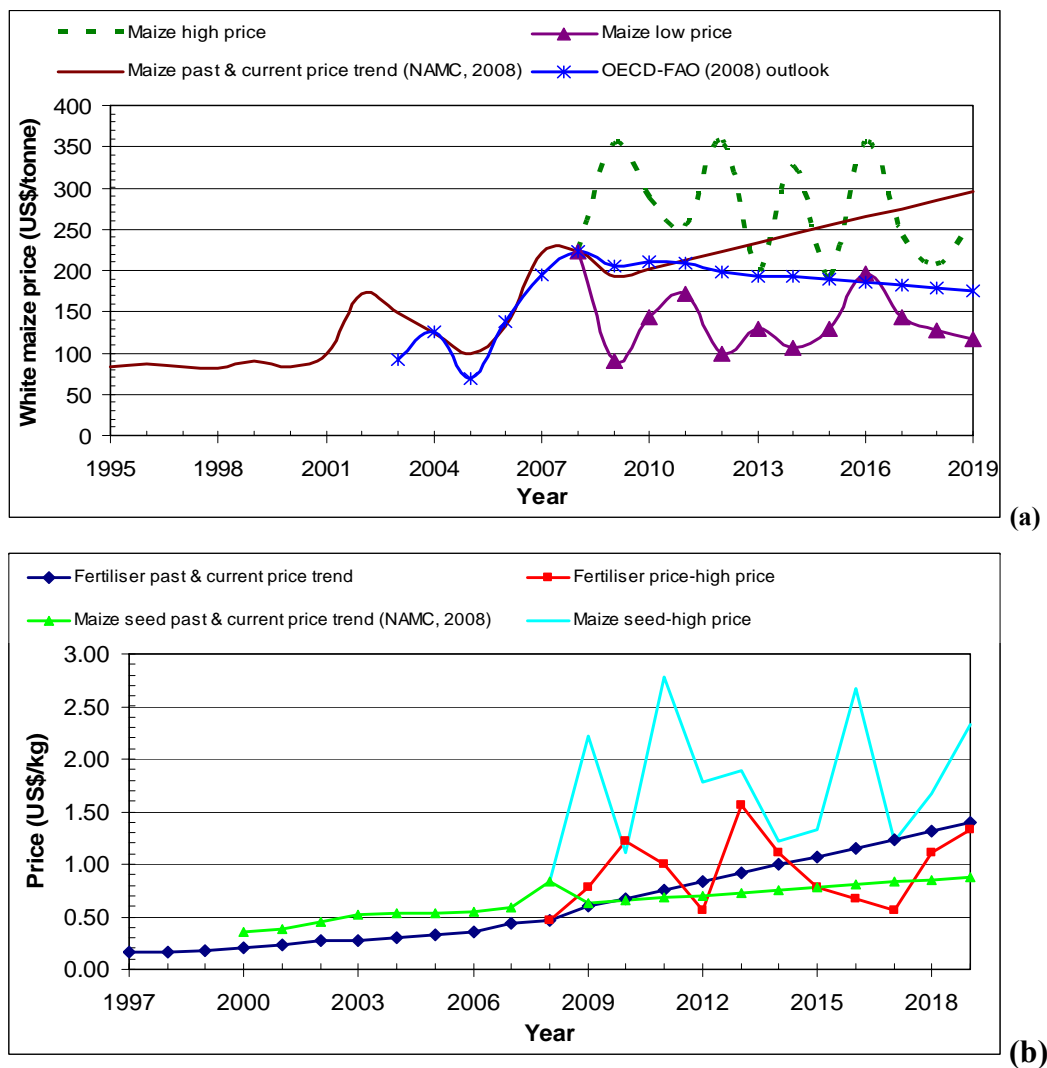 Maize high price Maize low price
Maize past & current price trend (NAMC, 2008) OECD-FAO (2008) outlook
White maize price (US$/tonne)
400
350
300
250
200
150
100
50
0
1995 1998 2001 2004 2007 2010 2013 2016 2019
Year
(a)
Fertiliser past & current price trend Fertiliser price-high price
Maize seed past & current price trend (NAMC, 2008) Maize seed-high price
Price (US$/kg)
3.00
2.50
2.00
1.50
1.00
0.50
0.00
1997 2000 2003 2006 2009 2012 2015 2018
Year
(b)